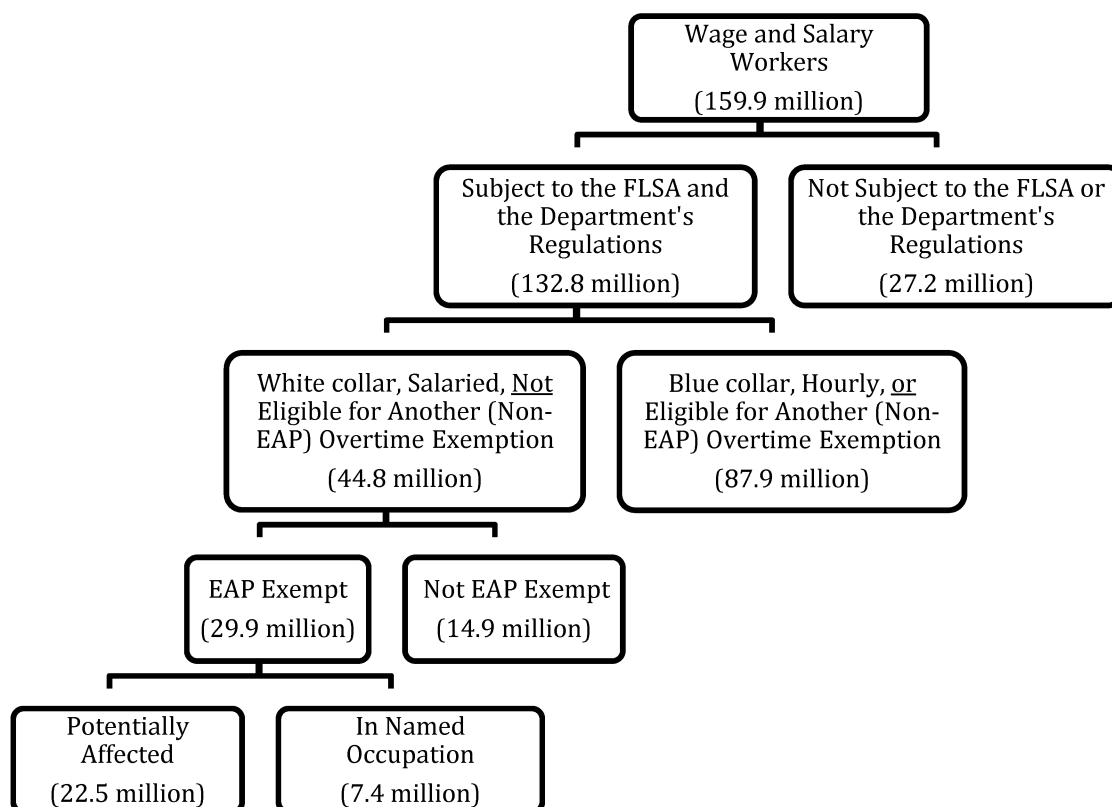 Wage and Salary
Workers
(159.9 million)
Subject to the FLSA and
the Department's
Regulations
(132.8 million)
Not Subject to the FLSA or
the Department's
Regulations
(27.2 million)
White collar, Salaried, Not
Eligible for Another (Non-
EAP) Overtime Exemption
(44.8 million)
Blue collar, Hourly, or
Eligible for Another (Non-
EAP) Overtime Exemption
(87.9 million)
EAP Exempt
(29.9 million)
Not EAP Exempt
(14.9 million)
Potentially
Affected
(22.5 million)
In Named
Occupation
(7.4 million)